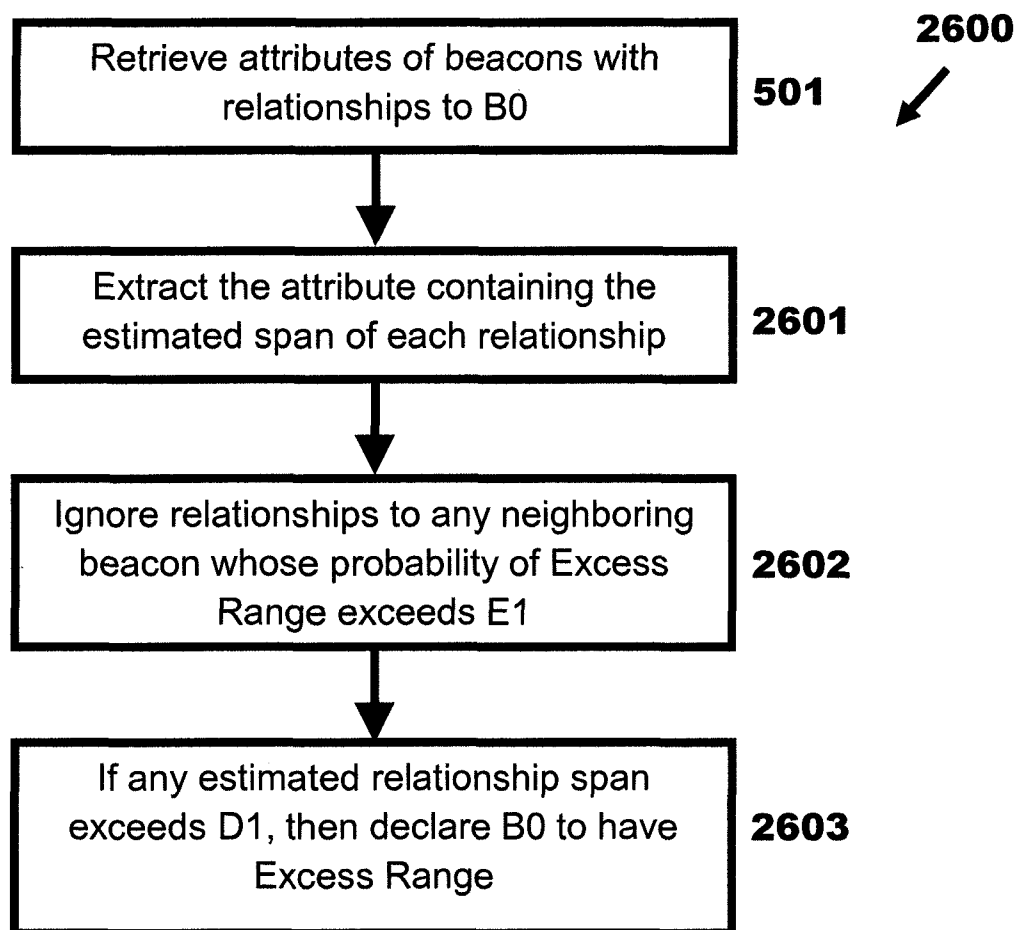 2600
Retrieve attributes of beacons with
relationships to B0
501
Extract the attribute containing the
estimated span of each relationship
2601
Ignore relationships to any neighboring
beacon whose probability of Excess
Range exceeds E1
2602
If any estimated relationship span
exceeds D1, then declare B0 to have
Excess Range
2603